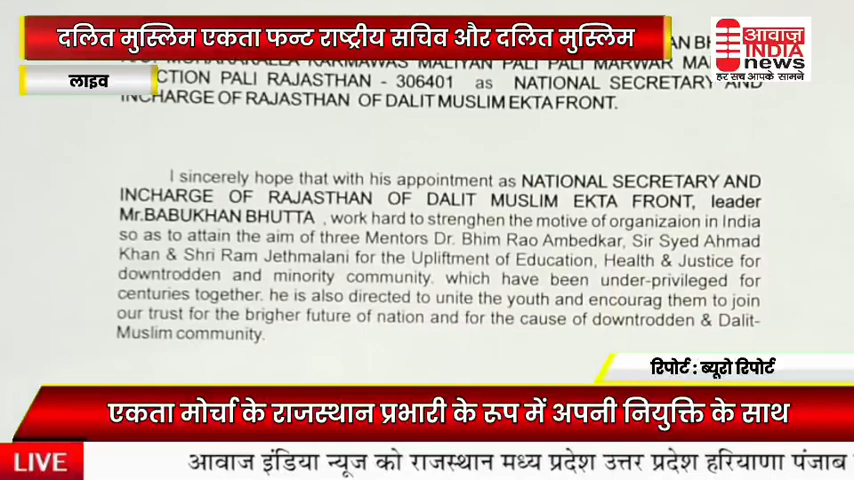 दलित मुस्लिम एकता फन्ट राष्ट्रीय सचिव और दलित मुस्लिम
आवाज़
INDIA
news
हर सच आपके सामने
लाइव
MALIYAN PALI PALI MARWAR
PALI RAJASTHAN - 306401 as NATIONAL SECRETARY AND
INCHARGE OF RAJASTHAN OF DALIT MUSLIM EKTA FRONT.
I sincerely hope that with his appointment as NATIONAL SECRETARY AND
INCHARGE OF RAJASTHAN OF DALIT MUSLIM EKTA FRONT, leader
Mr.BABUKHAN BHUTTA , work hard to strenghen the motive of organizaion in India
so as to attain the aim of three Mentors Dr. Bhim Rao Ambedkar, Sir Syed Ahmad
Khan & Shri Ram Jethmalani for the Upliftment of Education, Health & Justice for
downtrodden and minority community. which have been under-privileged for
centuries together. he is also directed to unite the youth and encourag them to join
our trust for the brigher future of nation and for the cause of downtrodden & Dalit-
Muslim community.
रिपोर्ट : ब्यूरो रिपोर्ट
एकता मोर्चा के राजस्थान प्रभारी के रूप में अपनी नियुक्ति के साथ
LIVE
आवाज इंडिया न्यूज को राजस्थान मध्य प्रदेश उत्तर प्रदेश हरियाणा पंजाब